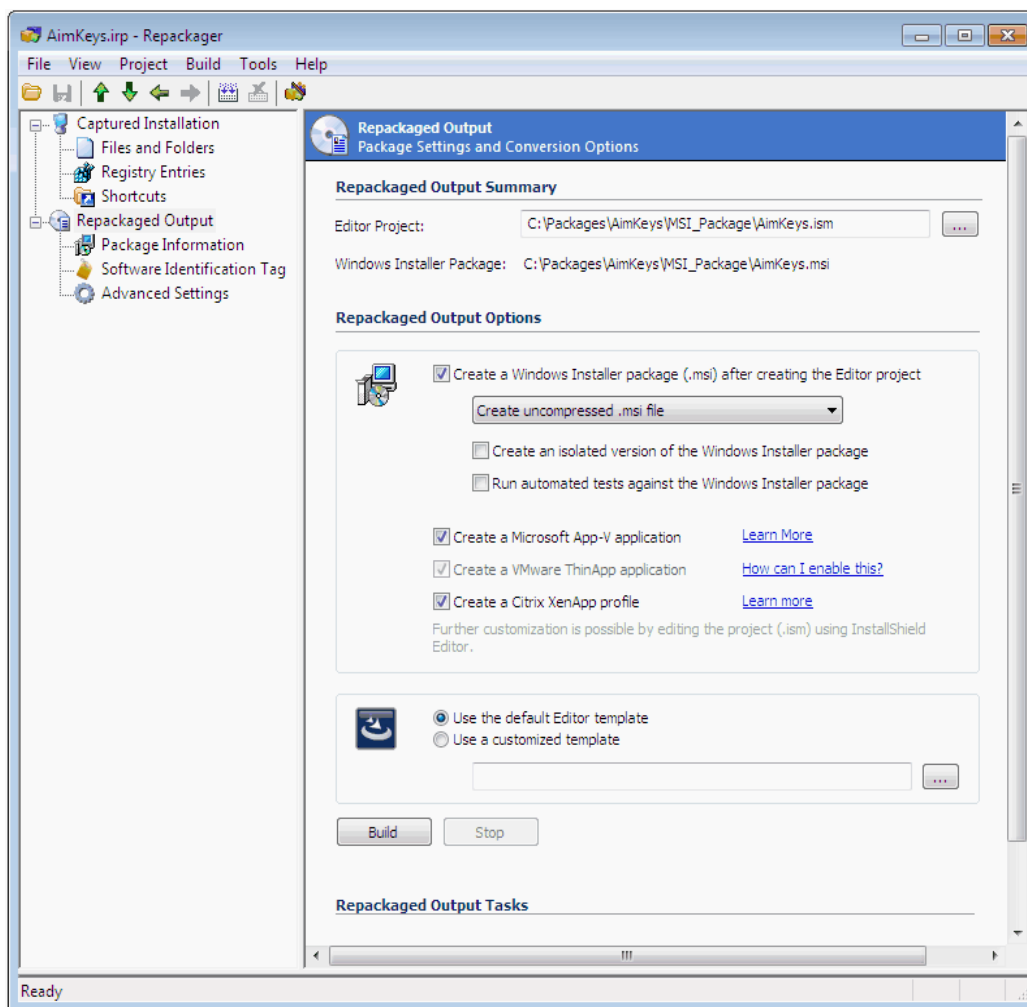 AimKeys.irp - Repackager
File View Project Build Tools Help
Captured Installation
Files and Folders
Registry Entries
Shortcuts
Repackaged Output
Package Information
Software Identification Tag
Advanced Settings
Repackaged Output
Package Settings and Conversion Options
Repackaged Output Summary
Editor Project: C:\Packages\AimKeys\MSI_Package\AimKeys.ism ...
Windows Installer Package: C:\Packages\AimKeys\MSI_Package\AimKeys.msi
Repackaged Output Options
Create a Windows Installer package (.msi) after creating the Editor project
Create uncompressed .msi file
Create an isolated version of the Windows Installer package
Run automated tests against the Windows Installer package
Create a Microsoft App-V application Learn More
Create a VMware ThinApp application How can I enable this?
Create a Citrix XenApp profile Learn more
Further customization is possible by editing the project (.ism) using InstallShield
Editor.
Use the default Editor template
Use a customized template
...
Build Stop
Repackaged Output Tasks
Ready